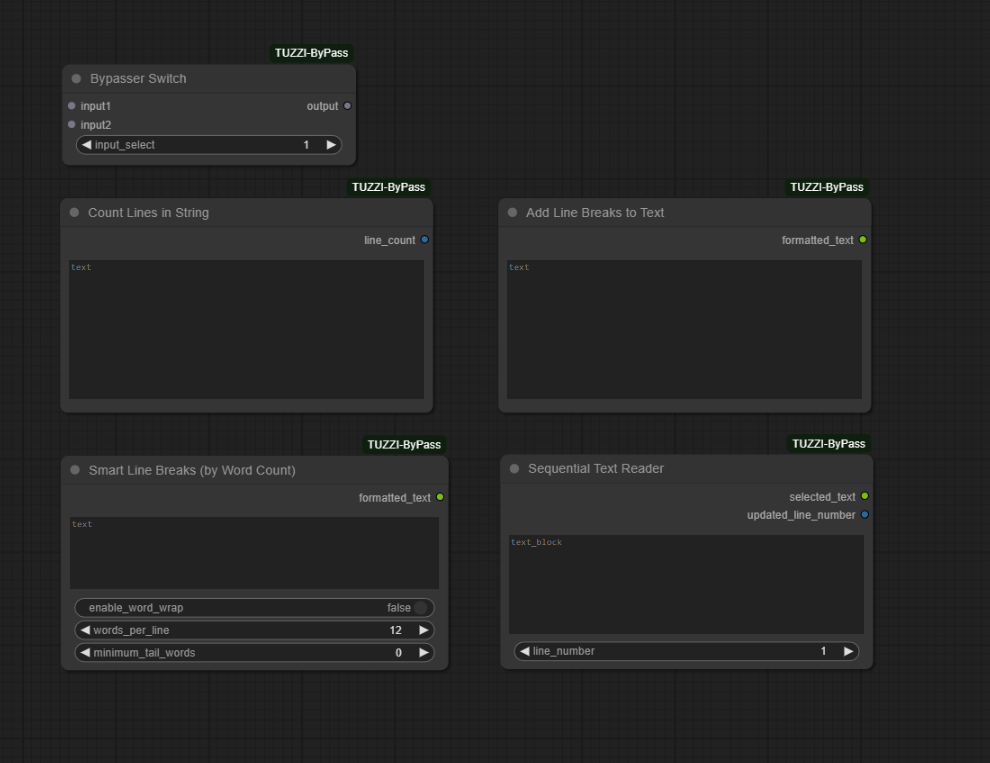 TUZZI-ByPass
Bypasser Switch
input1 output
input2
input_select 1
TUZZI-ByPass
Count Lines in String
line_count
text
TUZZI-ByPass
Add Line Breaks to Text
formatted_text
text
TUZZI-ByPass
Smart Line Breaks (by Word Count)
formatted_text
text
enable_word_wrap false
words_per_line 12
minimum_tail_words 0
TUZZI-ByPass
Sequential Text Reader
selected_text
updated_line_number
text_block
line_number 1